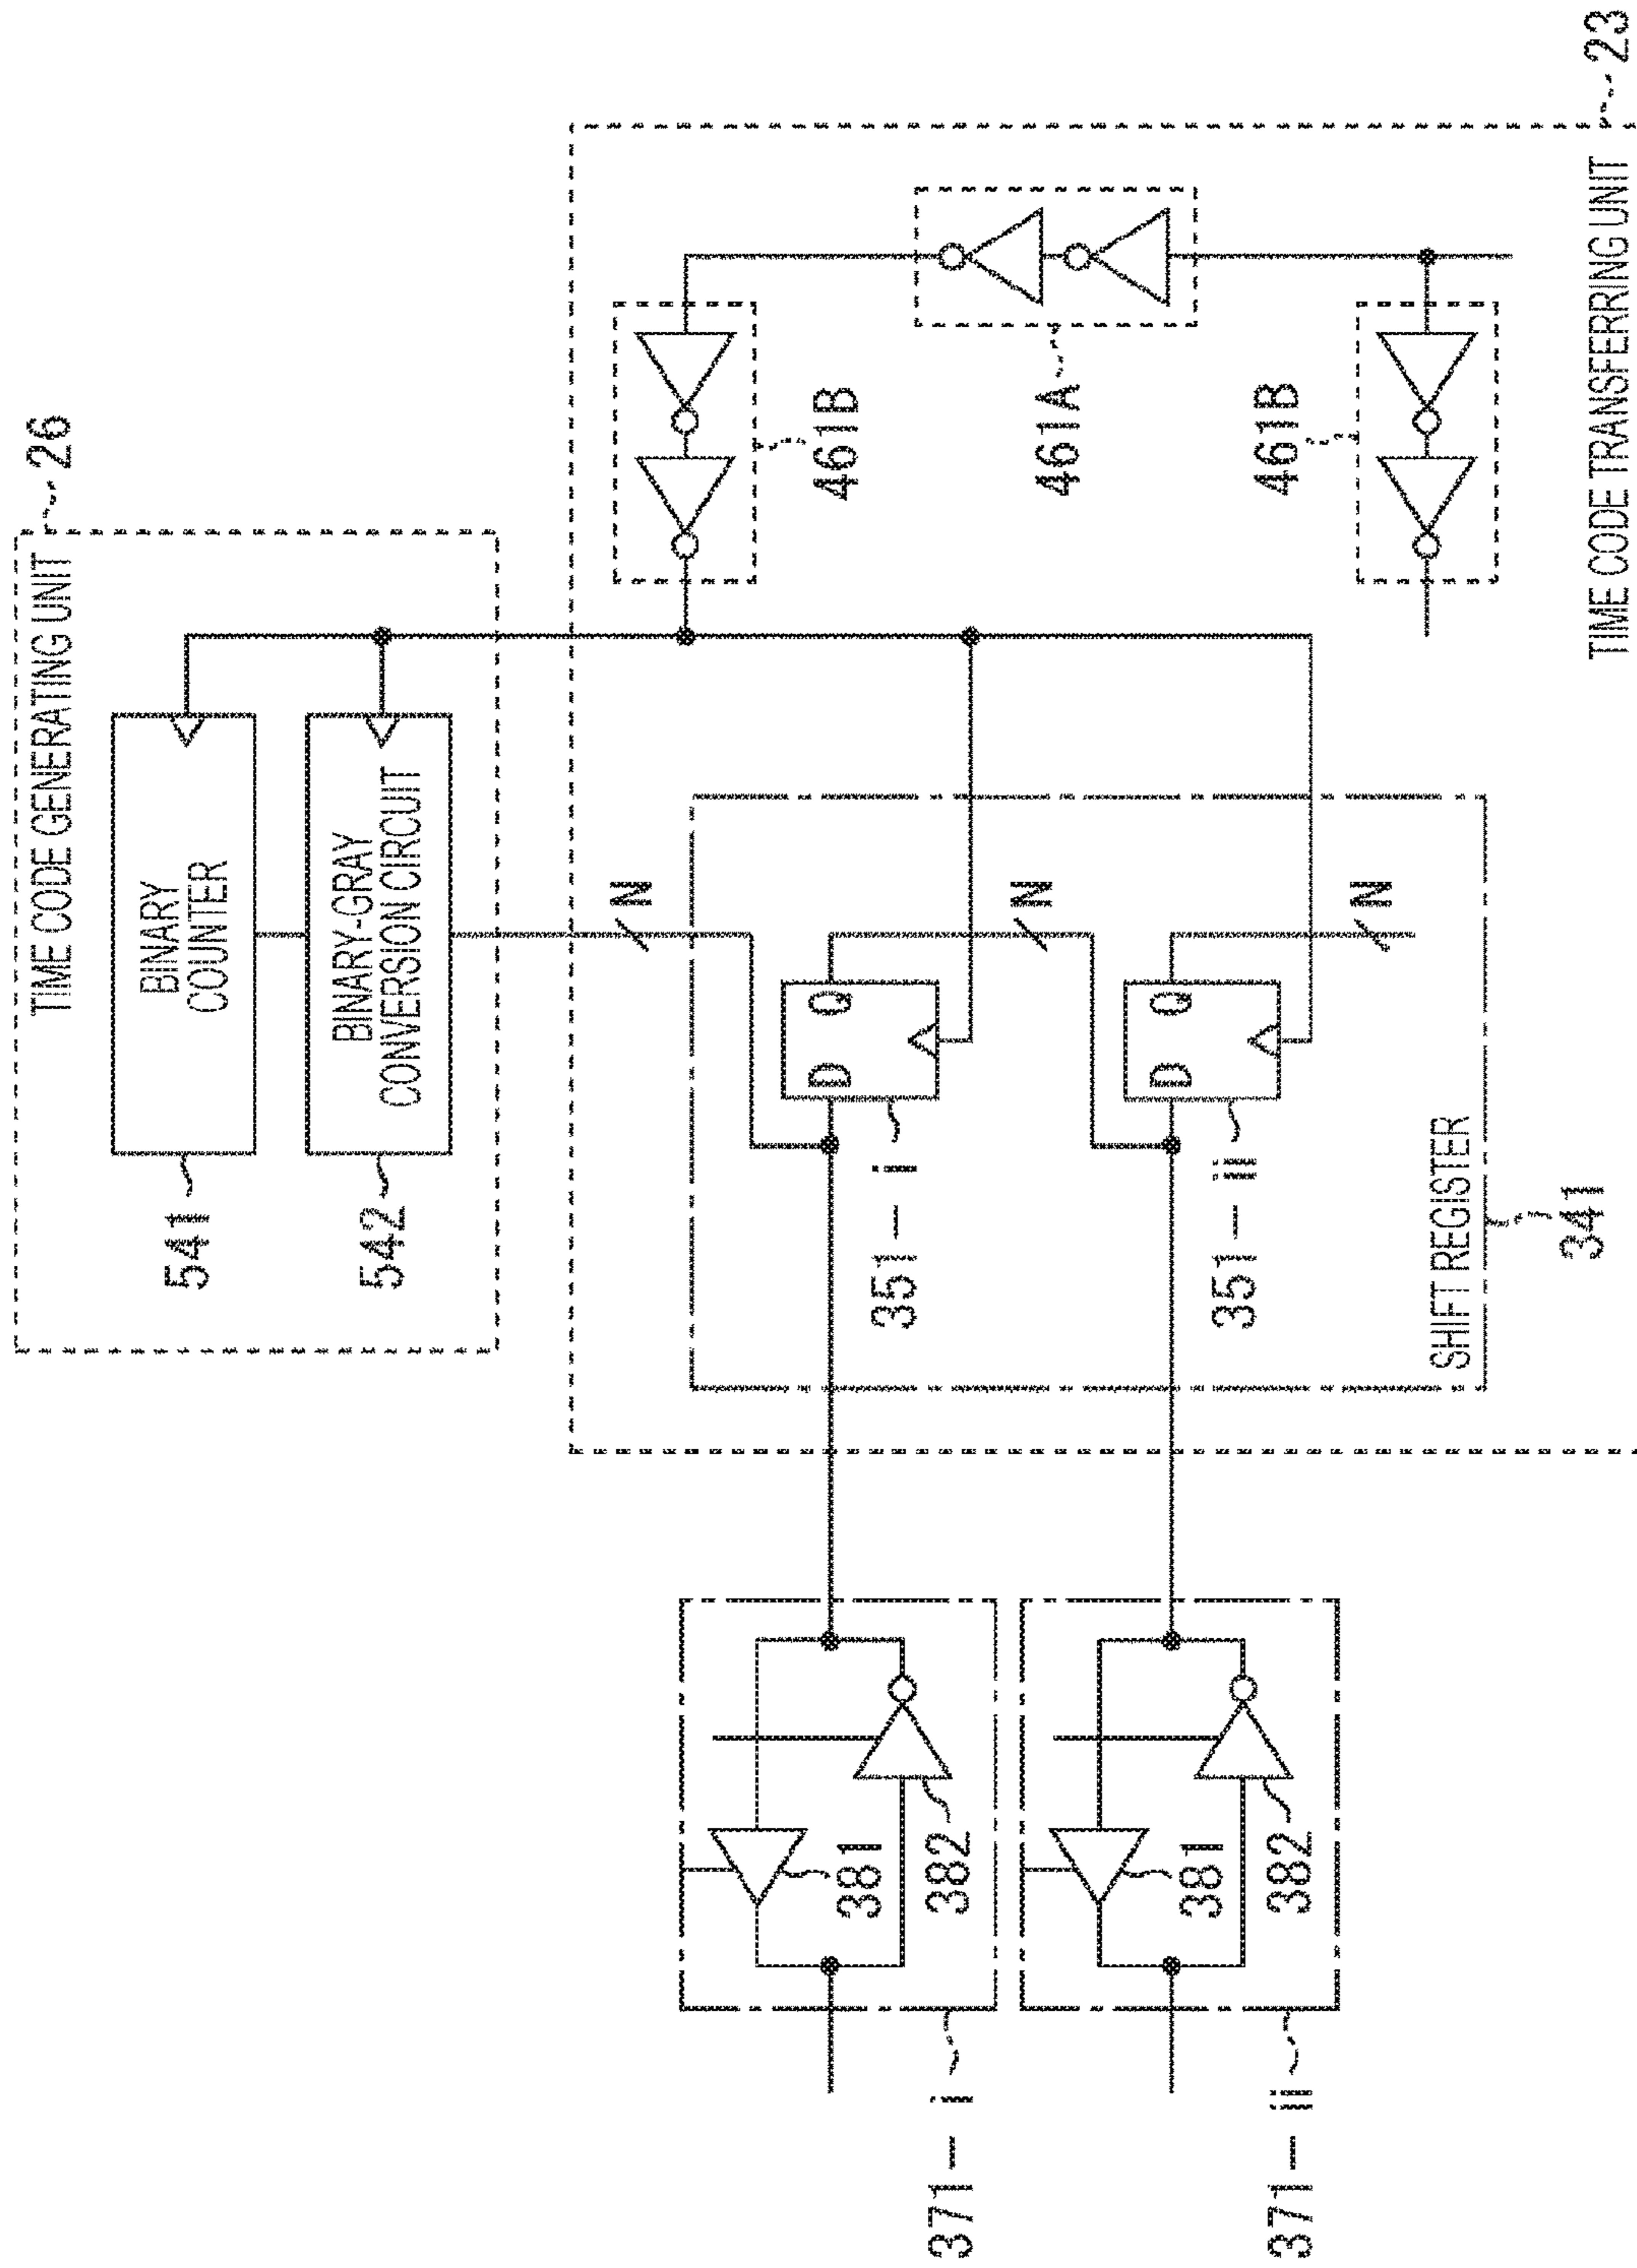 TIME CODE GENERATING UNIT
26
541
BINARY
COUNTER
542
BINARY-GRAY
CONVERSION CIRCUIT
N
461B
D Q
351-i
N
461A
D Q
351-ii
N
461B
SHIFT REGISTER
341
TIME CODE TRANSFERRING UNIT
23
381
382
371-i
381
382
371-ii